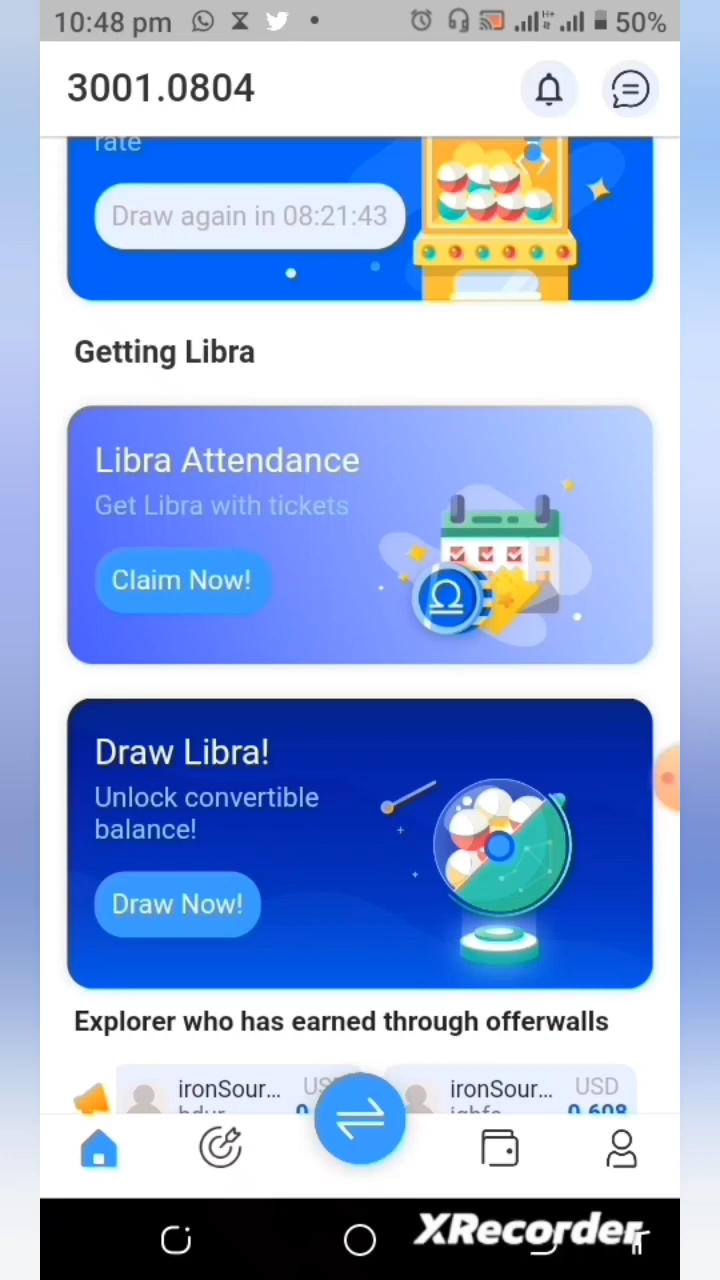 10:48 pm
50%
3001.0804
rate
Draw again in 08:21:43
Getting Libra
Libra Attendance
Get Libra with tickets
Claim Now!
Draw Libra!
Unlock convertible
balance!
Draw Now!
Explorer who has earned through offerwalls
ironSour...
ironSour... USD
0.608
XRecorder